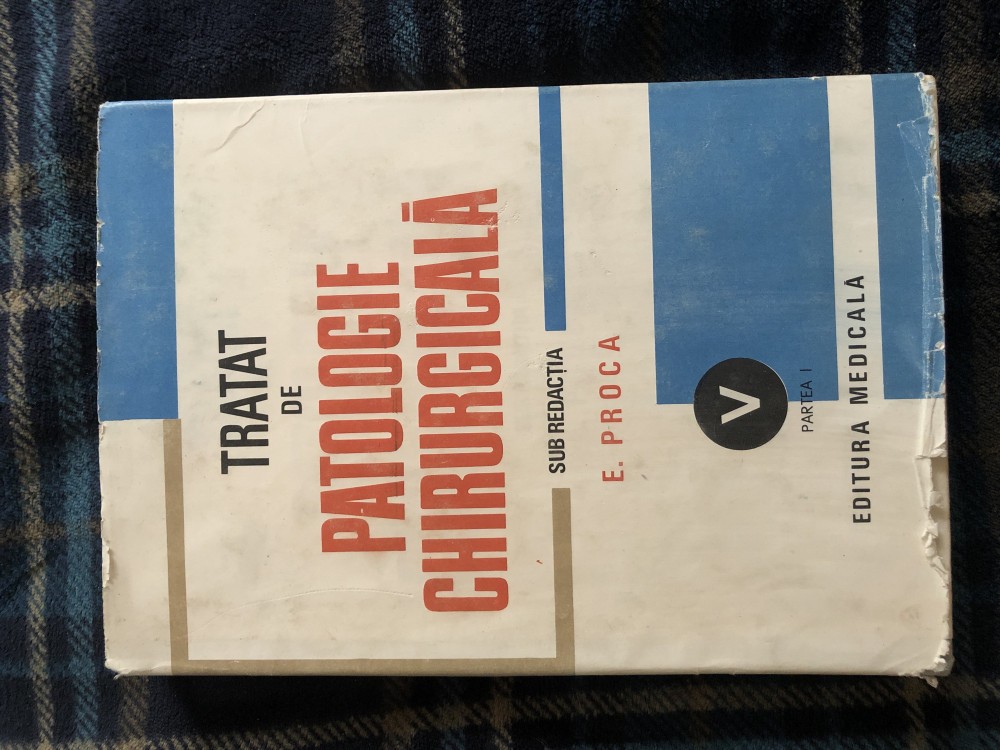 TRATAT
DE
PATOLOGIE
CHIRURGICALĂ
SUB REDACȚIA
E. PROCA
V
PARTEA I
EDITURA MEDICALĂ